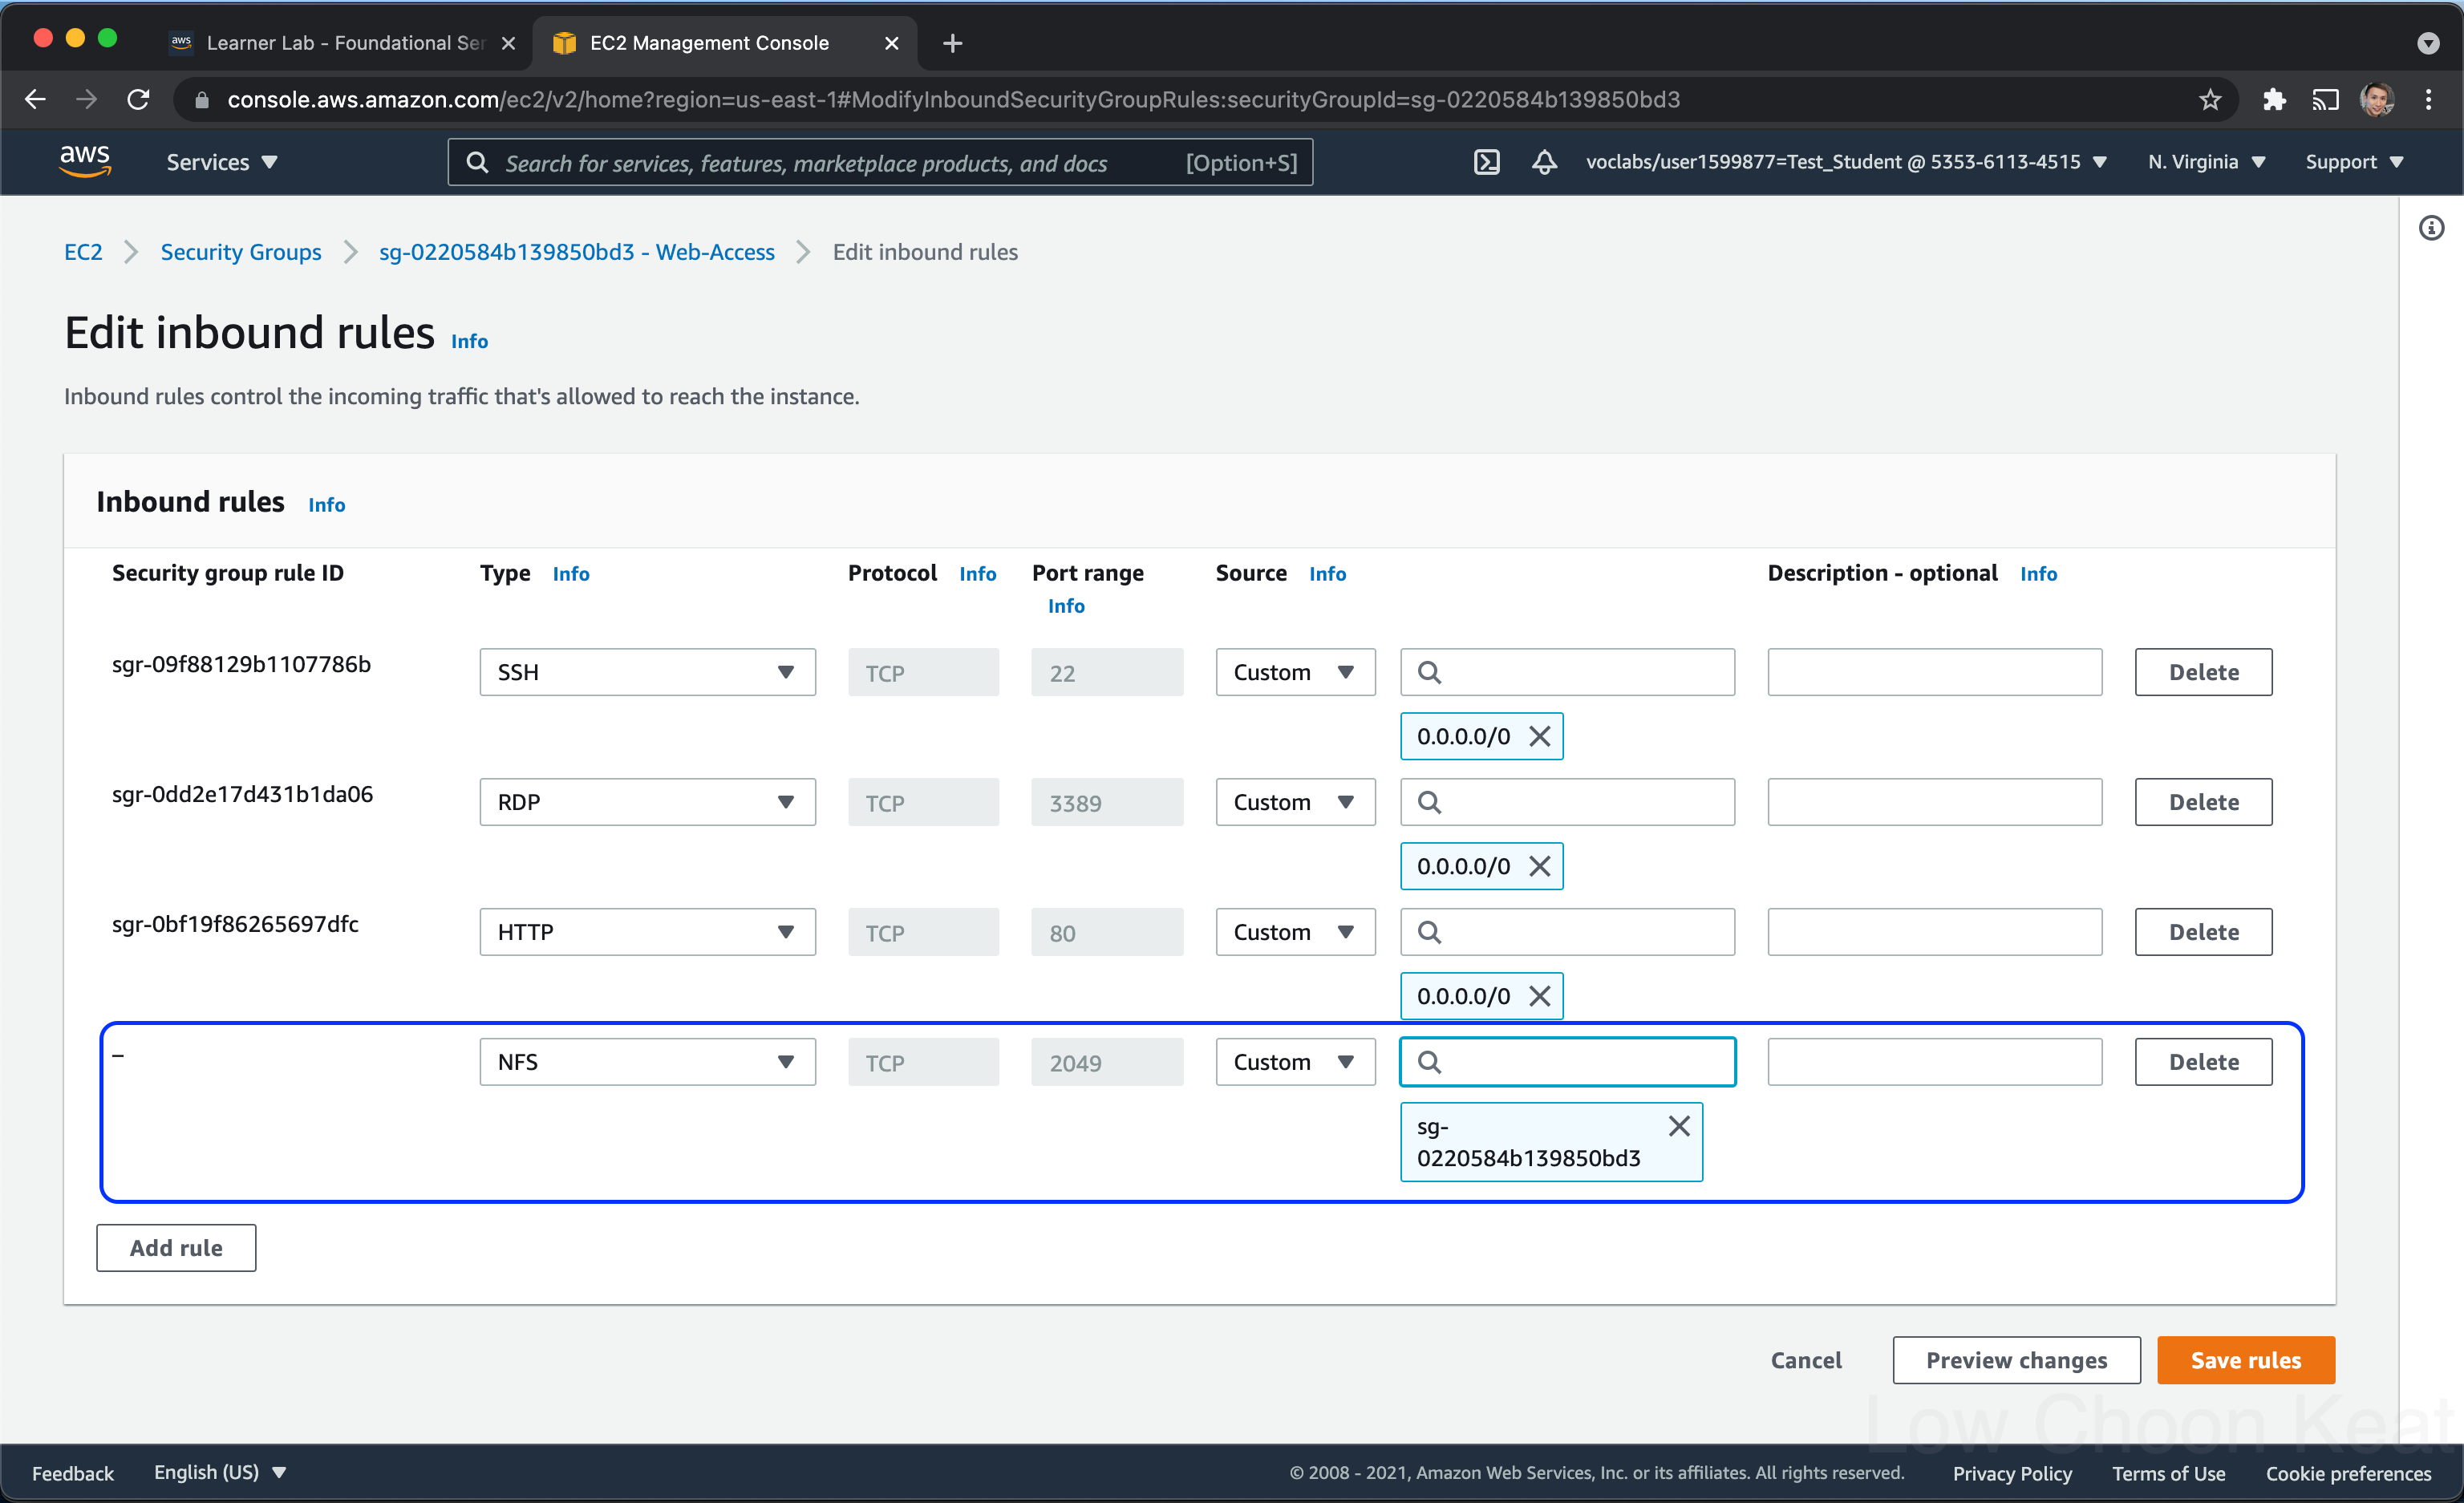 aws Learner Lab - Foundational Ser
EC2 Management Console
console.aws.amazon.com/ec2/v2/home?region=us-east-1#ModifyInboundSecurityGroupRules:securityGroupId=sg-0220584b139850bd3
aws Services Search for services, features, marketplace products, and docs [Option+S] voclabs/user1599877=Test_Student @ 5353-6113-4515 N. Virginia Support
EC2 Security Groups sg-0220584b139850bd3 - Web-Access Edit inbound rules
Edit inbound rules Info
Inbound rules control the incoming traffic that's allowed to reach the instance.
Inbound rules Info
Security group rule ID Type Info Protocol Info Port range Info Source Info Description - optional Info
sgr-09f88129b1107786b SSH TCP 22 Custom Delete
0.0.0.0/0
sgr-0dd2e17d431b1da06 RDP TCP 3389 Custom Delete
0.0.0.0/0
sgr-0bf19f86265697dfc HTTP TCP 80 Custom Delete
0.0.0.0/0
– NFS TCP 2049 Custom Delete
sg-
0220584b139850bd3
Add rule
Cancel Preview changes Save rules
Low Choon Keat
Feedback English (US) © 2008 - 2021, Amazon Web Services, Inc. or its affiliates. All rights reserved. Privacy Policy Terms of Use Cookie preferences